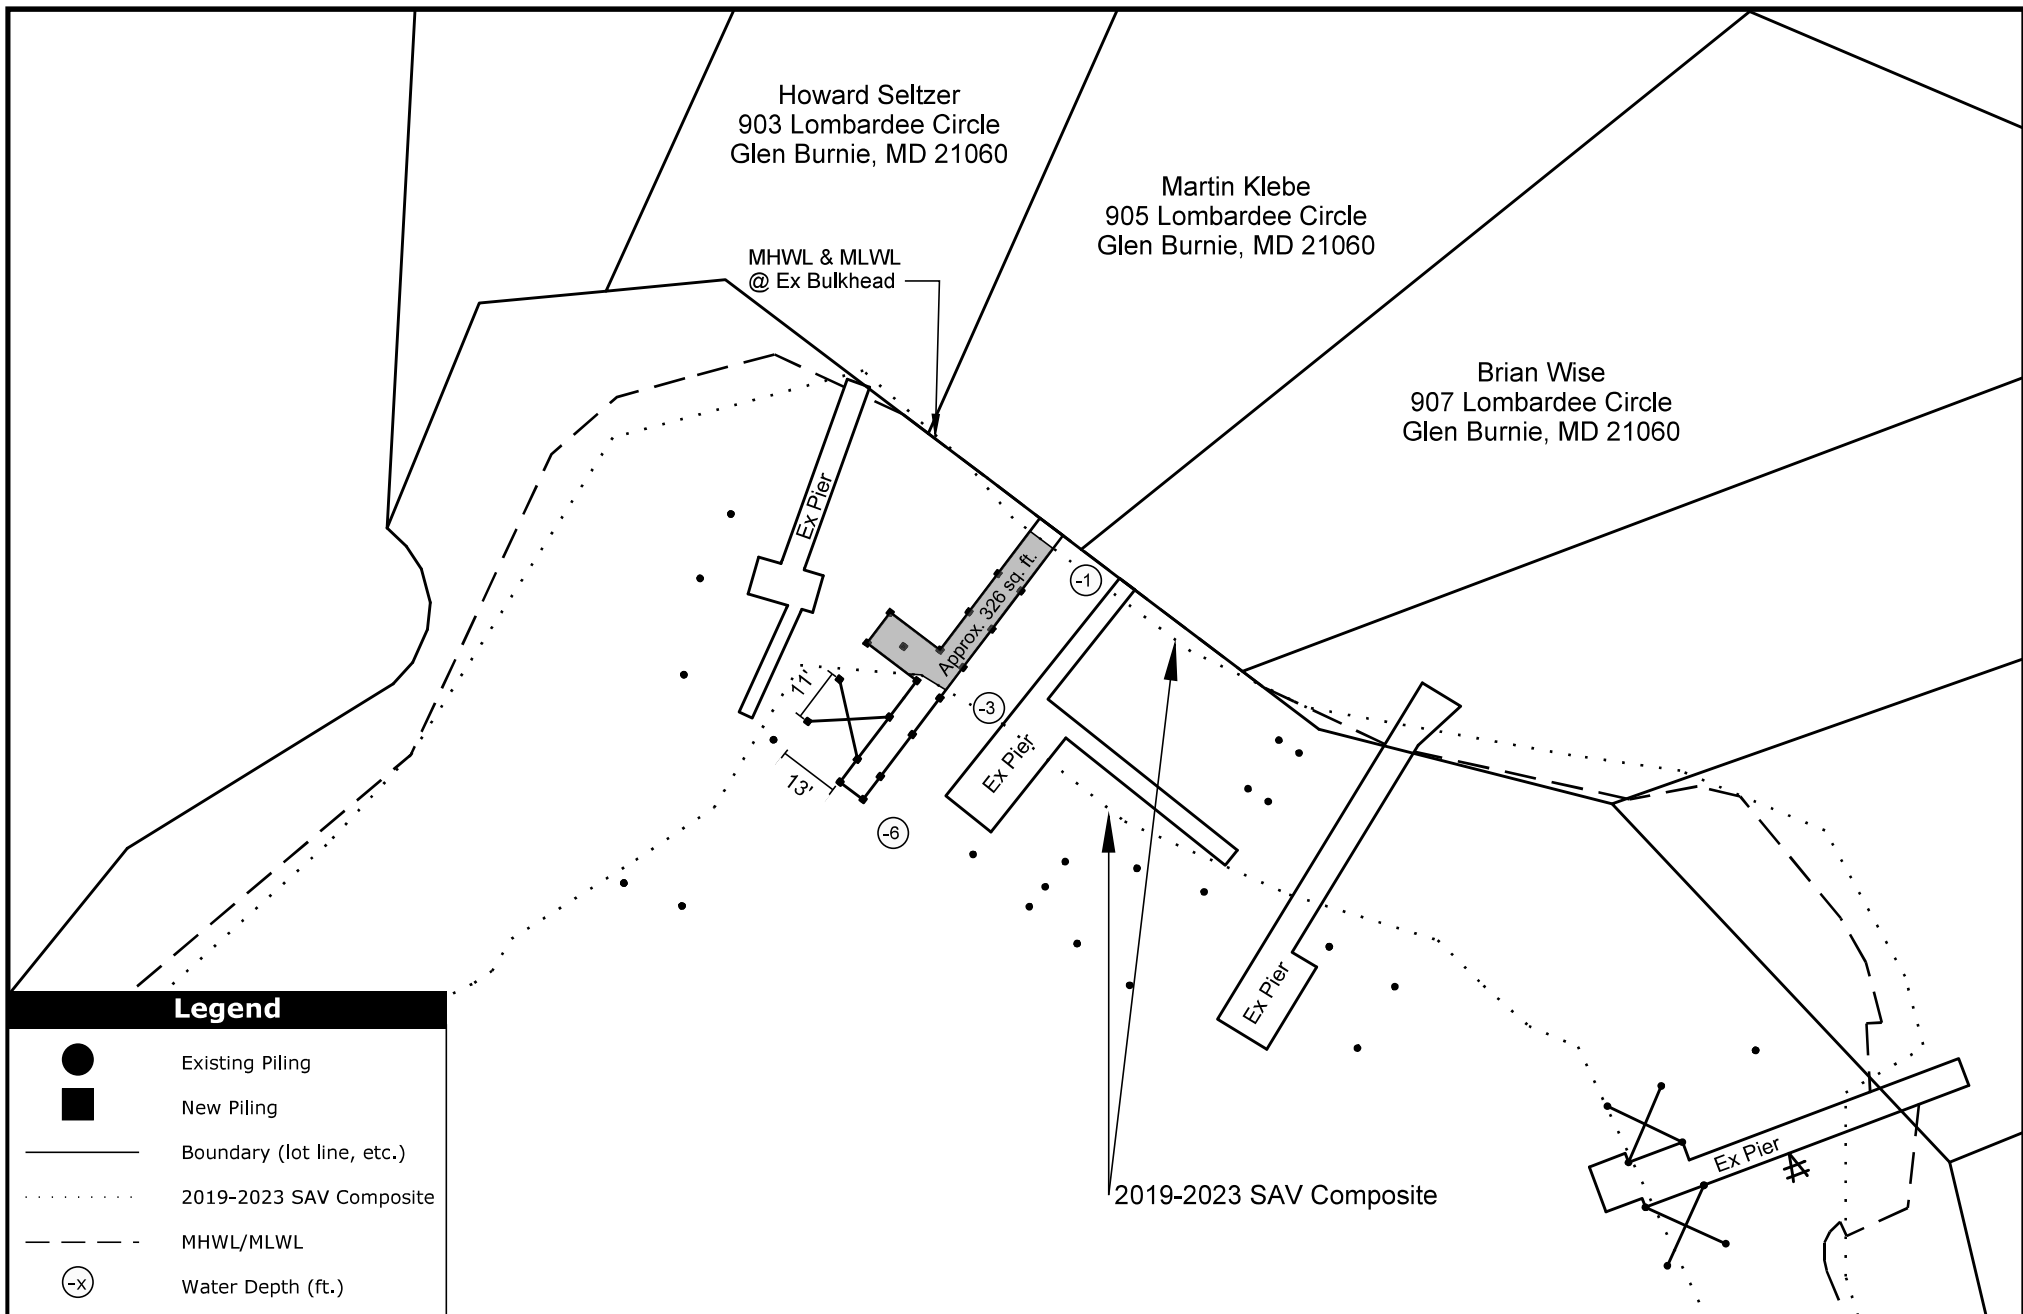 Howard Seltzer
903 Lombardee Circle
Glen Burnie, MD 21060
Martin Klebe
905 Lombardee Circle
Glen Burnie, MD 21060
MHWL & MLWL
@ Ex Bulkhead
Brian Wise
907 Lombardee Circle
Glen Burnie, MD 21060
Ex Pier
Approx. 326 sq. ft.
-1
11'
-3
13'
Ex Pier
-6
Ex Pier
Ex Pier
2019-2023 SAV Composite
Legend
Existing Piling
New Piling
Boundary (lot line, etc.)
2019-2023 SAV Composite
MHWL/MLWL
-x Water Depth (ft.)